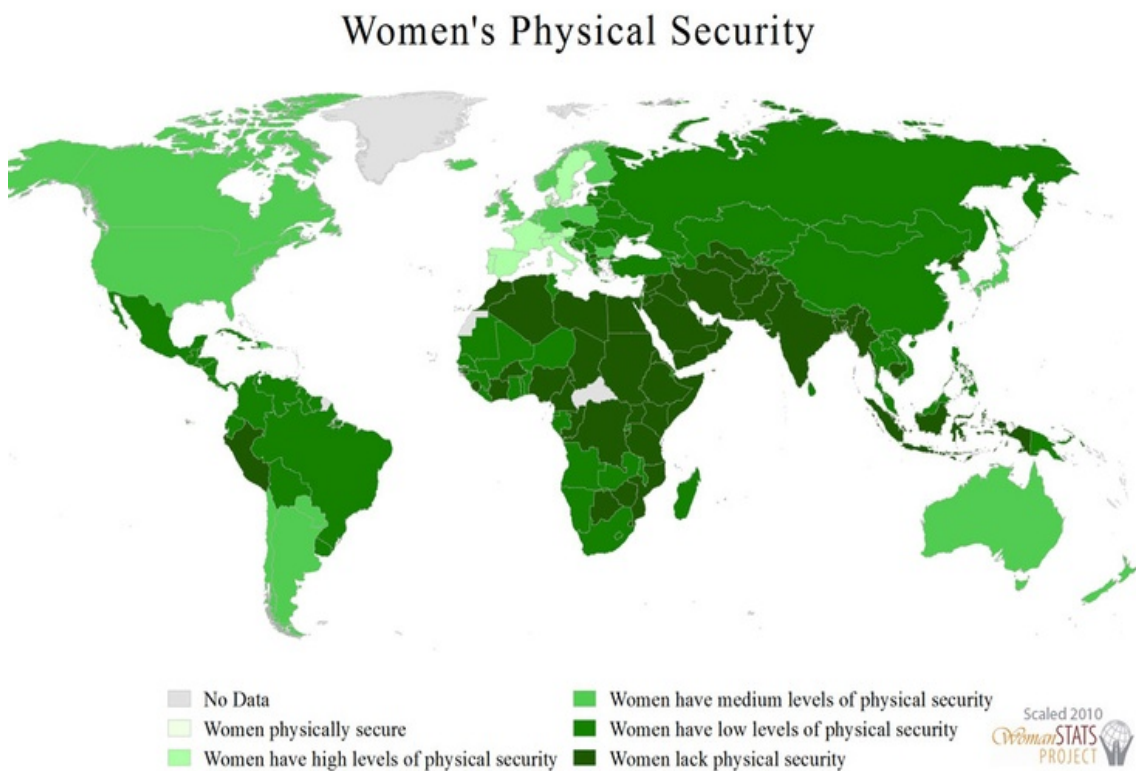 Women's Physical Security
No Data
Women physically secure
Women have high levels of physical security
Women have medium levels of physical security
Women have low levels of physical security
Women lack physical security
Scaled 2010
WomanSTATS
PROJECT